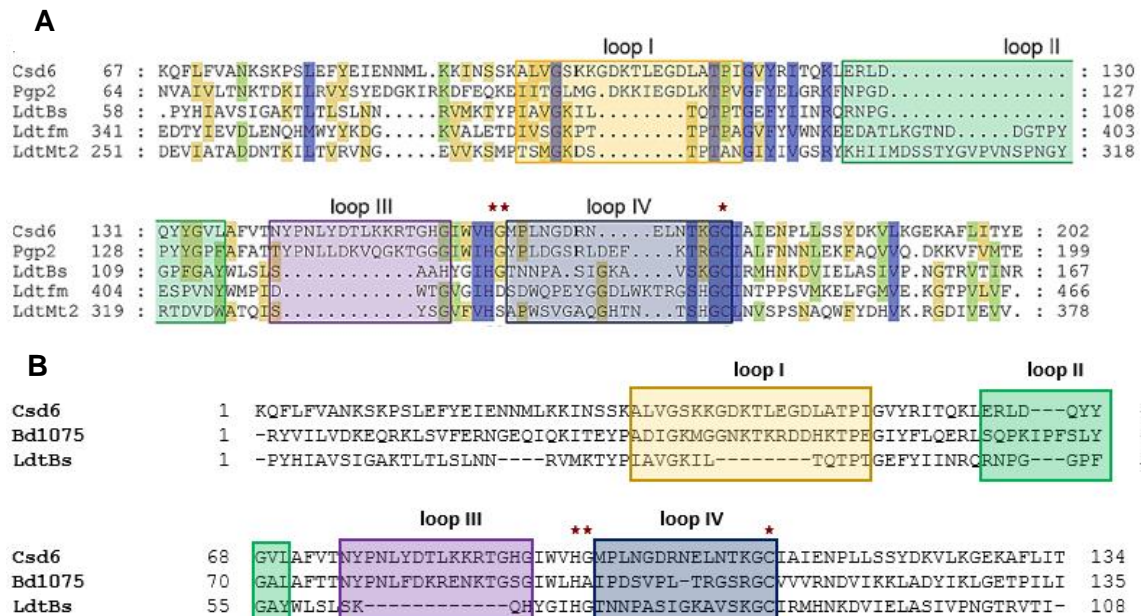 A
loop I loop II
Csd6 67 : KQFLFVANKSKPSLEFYEIENNML.KKINSSKALVGSKKGDKTLEGDLATPIGVYRITQKLERLD.................. : 130
Pgp2 64 : NVAIVLTNKTDKILRVYSYEDGKIRKDFEQKEIITGLMG.DKKIEGDLKTPVGFYELGRKFNPGD.................. : 127
LdtBs 58 : .PYHIAVSIGAKTLTLSLNN.....RVMKTYPIAVGKIL........TQTPTGEFYIINRQRNPG.................. : 108
Ldtfm 341 : EDTYIEVDLENQHMWYYKDG.....KVALETDIVSGKPT........TPTPAGVFYVWNKEEDATLKGTND.....DGTPY : 403
LdtMt2 251 : DEVIATADDNTKILTVRVNG.....EVVKSMPTSMGKDS........TPTANGIYIVGSRYKHIIMDSSTYGVPVNSPNGY : 318
loop III ★★ loop IV ★
Csd6 131 : QYYGVLAFVTNYPNLYDTLKKRTGHGIWVHGMPLNGDRN....ELNTKGCIAIENPLLSSYDKVLKGEKAFLITYE : 202
Pgp2 128 : .YYGPFAFATTYPNLLDKVQGKTGGGIWIHGYPLDGSRLDEF..KTRGCIALFNNNLEKFAQVVQ.DKKVFVMTE : 199
LdtBs 109 : GPFGAYWLSLS............AAHYGIHGTNNPA.SIGKA..VSKGCIRMHNKDVIELASIVP.NGTRVTINR : 167
Ldtfm 404 : ESPVNYWMPID............WTGVGIHDSDWQPEYGGDLWKTRGSHGCINTPPSVMKELFGMVE.KGTPVLVF. : 466
LdtMt2 319 : RTDVDWATQIS............YSGVFVHSAPWSVGAQGHTN..TSHGCLNVSPSNAQWFYDHVK.RGDIVEVV. : 378
B
loop I loop II
Csd6 1 KQFLFVANKSKPSLEFYEIENNMLKKINSSKALVGSKKGDKTLEGDLATPIGVYRITQKLERLD---QYY
Bd1075 1 -RYVILVDKEQRKLSVFERNGEQIQKITEYPADIGKMGGNKTKRDDHKTPEGIYFLQERLSQPKIPFSLY
LdtBs 1 -PYHIAVSIGAKTLTLSLNN----RVMKTYPIAVGKIL--------TQTPTGEFYIINRQRNPG---GPF
loop III ★★ loop IV ★
Csd6 68 GVLAFVTNYPNLYDTLKKRTGHGIWVHGMPLNGDRNELNTKGCIAIENPLLSSYDKVLKGEKAFLIT 134
Bd1075 70 GALAFTTNYPNLFDKRENKTGSGIWLHAIPDSVPL-TRGSRGCVVVRNDVIKKLADYIKLGETPILI 135
LdtBs 55 GAYWLSLSK------------QHYGIHGTNNPASIGKAVSKGCIRMHNKDVIELASIVPNGTRVTI- 108